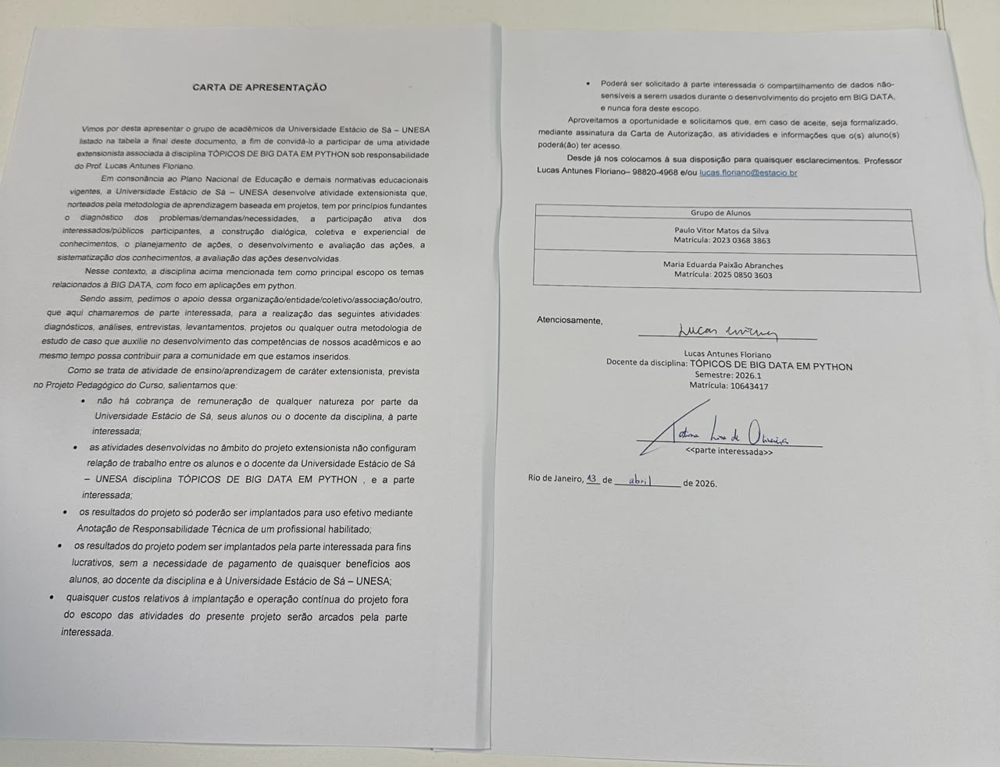 CARTA DE APRESENTAÇÃO
Vimos por desta apresentar o grupo de acadêmicos da Universidade Estácio de Sá – UNESA
listado na tabela a final deste documento, a fim de convidá-lo a participar de uma atividade
extensionista associada à disciplina TÓPICOS DE BIG DATA EM PYTHON sob responsabilidade
do Prof. Lucas Antunes Floriano.
Em consonância ao Plano Nacional de Educação e demais normativas educacionais
vigentes, a Universidade Estácio de Sá – UNESA desenvolve atividade extensionista que,
norteados pela metodologia de aprendizagem baseada em projetos, tem por princípios fundantes
o diagnóstico dos problemas/demandas/necessidades, a participação ativa dos
interessados/públicos participantes, a construção dialógica, coletiva e experiencial de
conhecimentos, o planejamento de ações, o desenvolvimento e avaliação das ações, a
sistematização dos conhecimentos, a avaliação das ações desenvolvidas.
Nesse contexto, a disciplina acima mencionada tem como principal escopo os temas
relacionados à BIG DATA, com foco em aplicações em python.
Sendo assim, pedimos o apoio dessa organização/entidade/coletivo/associação/outro,
que aqui chamaremos de parte interessada, para a realização das seguintes atividades:
diagnósticos, análises, entrevistas, levantamentos, projetos ou qualquer outra metodologia de
estudo de caso que auxilie no desenvolvimento das competências de nossos acadêmicos e ao
mesmo tempo possa contribuir para a comunidade em que estamos inseridos.
Como se trata de atividade de ensino/aprendizagem de caráter extensionista, prevista
no Projeto Pedagógico do Curso, salientamos que:
• não há cobrança de remuneração de qualquer natureza por parte da
Universidade Estácio de Sá, seus alunos ou o docente da disciplina, à parte
interessada;
• as atividades desenvolvidas no âmbito do projeto extensionista não configuram
relação de trabalho entre os alunos e o docente da Universidade Estácio de Sá
– UNESA disciplina TÓPICOS DE BIG DATA EM PYTHON , e a parte
interessada;
• os resultados do projeto só poderão ser implantados para uso efetivo mediante
Anotação de Responsabilidade Técnica de um profissional habilitado;
• os resultados do projeto podem ser implantados pela parte interessada para fins
lucrativos, sem a necessidade de pagamento de quaisquer benefícios aos
alunos, ao docente da disciplina e à Universidade Estácio de Sá – UNESA;
• quaisquer custos relativos à implantação e operação contínua do projeto fora
do escopo das atividades do presente projeto serão arcados pela parte
interessada.
• Poderá ser solicitado à parte interessada o compartilhamento de dados não-
sensíveis a serem usados durante o desenvolvimento do projeto em BIG DATA,
e nunca fora deste escopo.
Aproveitamos a oportunidade e solicitamos que, em caso de aceite, seja formalizado,
mediante assinatura da Carta de Autorização, as atividades e informações que o(s) aluno(s)
poderá(ão) ter acesso.
Desde já nos colocamos à sua disposição para quaisquer esclarecimentos. Professor
Lucas Antunes Floriano– 98820-4968 e/ou lucas.floriano@estacio.br
Grupo de Alunos
Paulo Vitor Matos da Silva
Matrícula: 2023 0368 3863
Maria Eduarda Paixão Abranches
Matrícula: 2025 0850 3603
Atenciosamente,
Lucas
Lucas Antunes Floriano
Docente da disciplina: TÓPICOS DE BIG DATA EM PYTHON
Semestre: 2026.1
Matrícula: 10643417
Lima de Oliveira
<<parte interessada>>
Rio de Janeiro, 13 de abril de 2026.